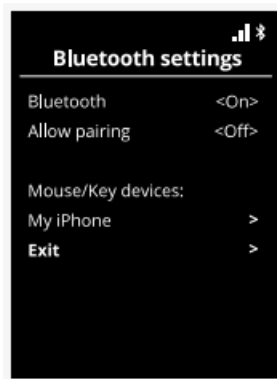 Bluetooth settings
Bluetooth <On>
Allow pairing <Off>
Mouse/Key devices:
My iPhone >
Exit >